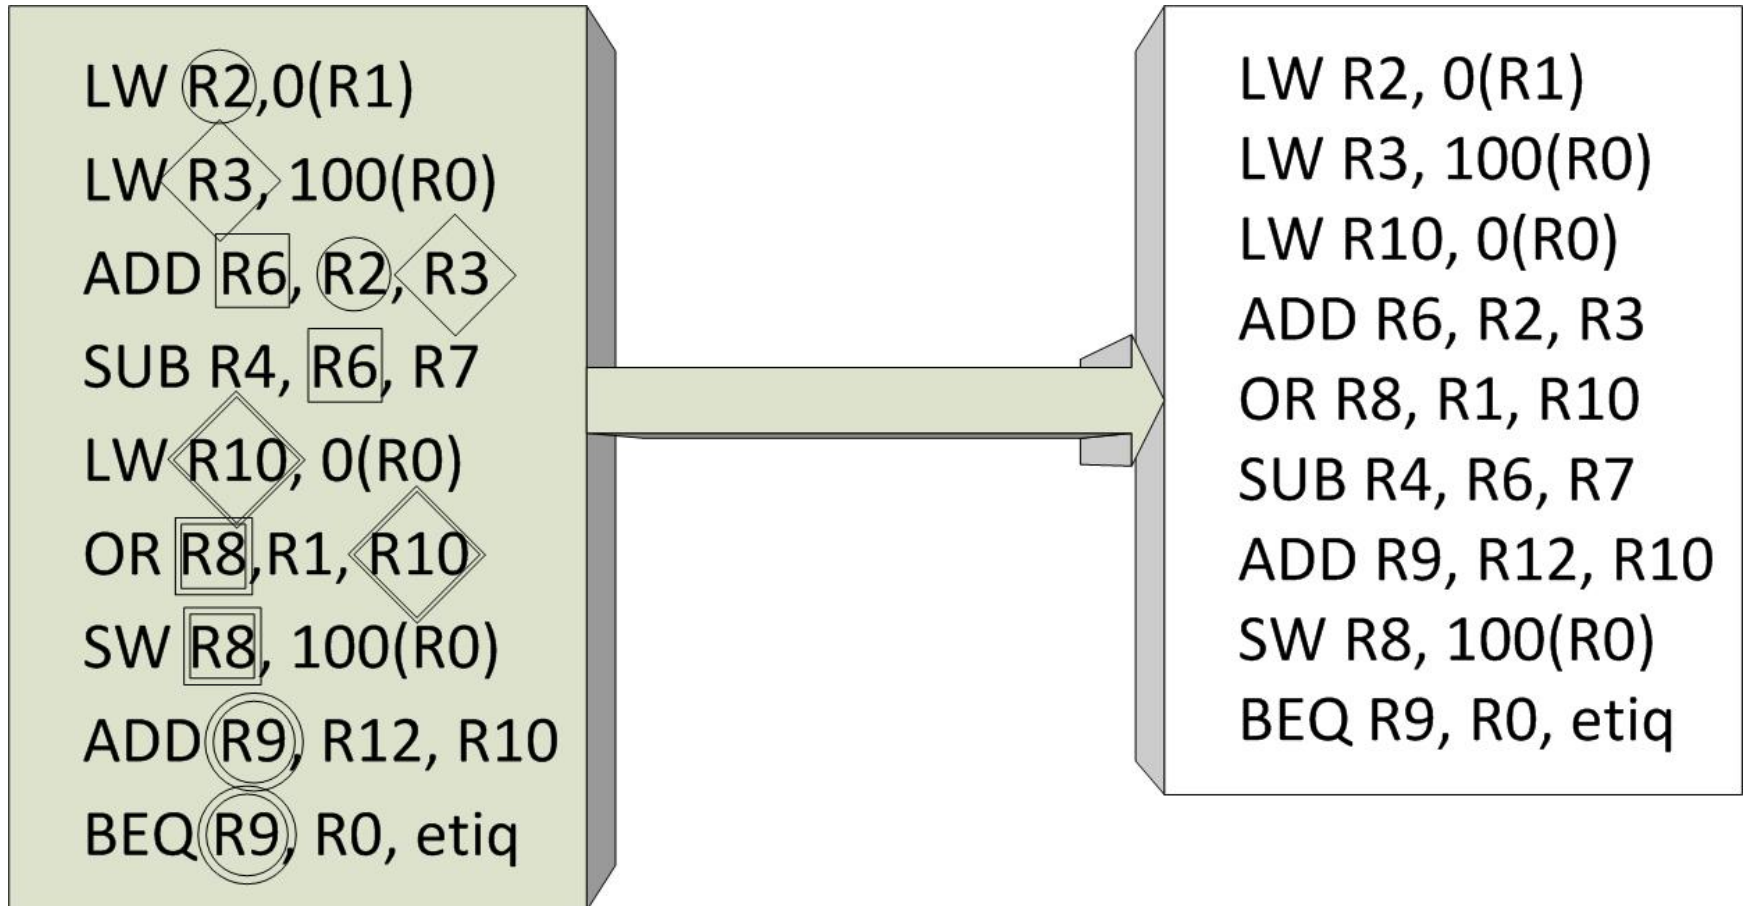 LW R2,0(R1)
LW R3, 100(R0)
ADD R6, R2, R3
SUB R4, R6, R7
LW R10, 0(R0)
OR R8,R1, R10
SW R8, 100(R0)
ADD R9, R12, R10
BEQ R9, R0, etiq
LW R2, 0(R1)
LW R3, 100(R0)
LW R10, 0(R0)
ADD R6, R2, R3
OR R8, R1, R10
SUB R4, R6, R7
ADD R9, R12, R10
SW R8, 100(R0)
BEQ R9, R0, etiq